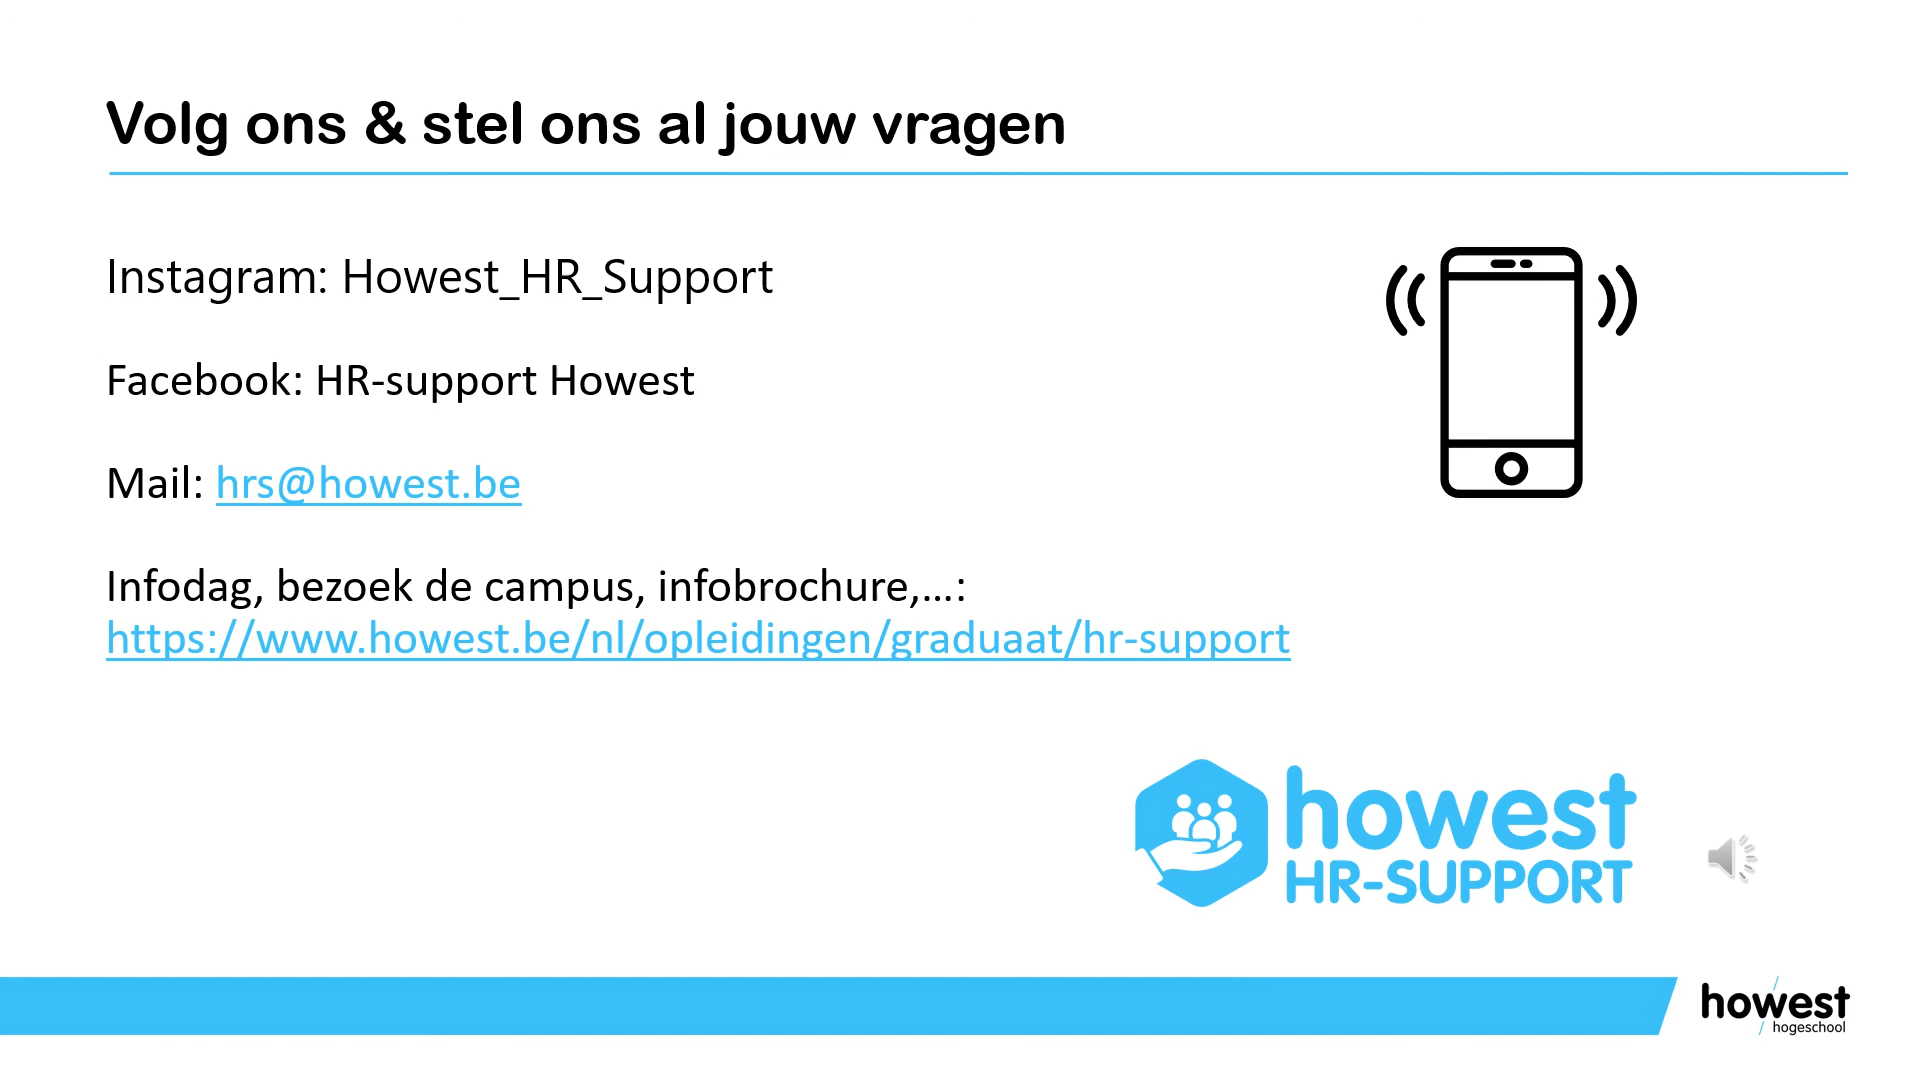 Volg ons & stel ons al jouw vragen
Instagram: Howest_HR_Support
Facebook: HR-support Howest
Mail: hrs@howest.be
Infodag, bezoek de campus, infobrochure,...:
https://www.howest.be/nl/opleidingen/graduaat/hr-support
howest
HR-SUPPORT
howest
hogeschool